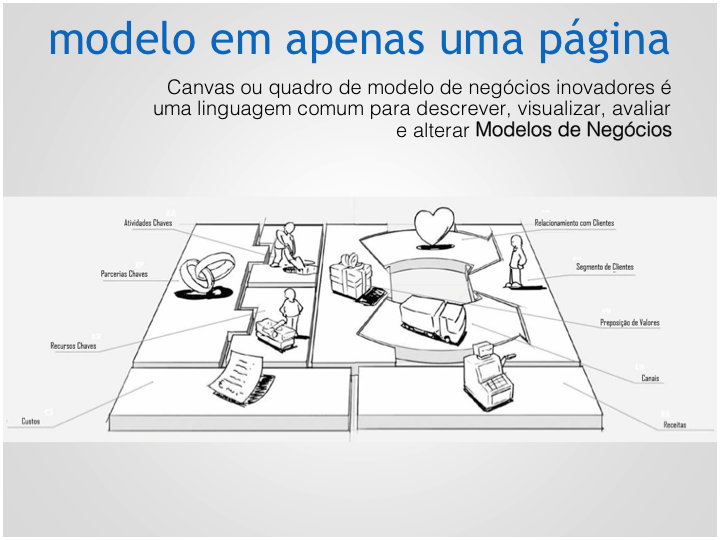 modelo em apenas uma página
Canvas ou quadro de modelo de negócios inovadores é
uma linguagem comum para descrever, visualizar, avaliar
e alterar Modelos de Negócios
Atividades Chaves
Relacionamento com Clientes
Parcerias Chaves
Segmento de Clientes
Preposição de Valores
Recursos Chaves
Canais
Custos
Receitas